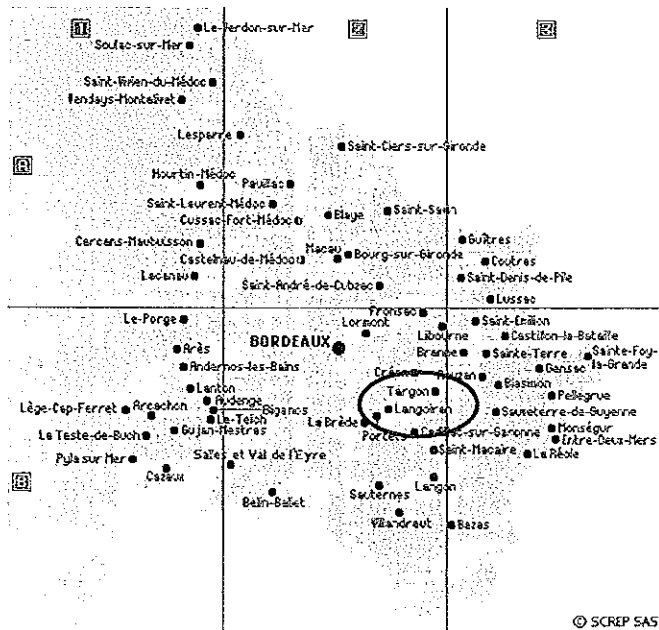 1
2
3
Le-Verdon-sur-Mer
Soulac-sur-Mer
Saint-Vivien-du-Médoc
Vendays-Montalivet
Lesparre
Saint-Ciers-sur-Gironde
Hourtin-Médoc
Pauillac
Saint-Laurent-Médoc
Cussac-Fort-Médoc
Blaye
Saint-Savin
Carcans-Maubuisson
Macau
Bourg-sur-Gironde
Guîtres
Castelnau-de-Médoc
Coutras
Lacanau
Saint-André-de-Cubzac
Saint-Denis-de-Pile
Lussac
Fronsac
Le-Porge
Lormont
Libourne
Saint-Emilion
Castillon-la-Bataille
BORDEAUX
Arès
Branne
Sainte-Terre
Sainte-Foy-
la-Grande
Andernos-les-Bains
Créon
Rauzan
Gensac
Lanton
Targon
Blasimon
Pellegrue
Lège-Cap-Ferret
Arcachon
Audenge
Biganos
Langoiran
Sauveterre-de-Guyenne
Le-Teich
La Brède
La Teste-de-Buch
Gujan-Mestras
Portets
Cadillac-sur-Garonne
Monségur
Entre-Deux-Mers
Saint-Macaire
La Réole
Pyla sur Mer
Cazaux
Salles et Val de l'Eyre
B
Belin-Béliet
Sauternes
Langon
Villandraut
Bazas
© SCREP SAS